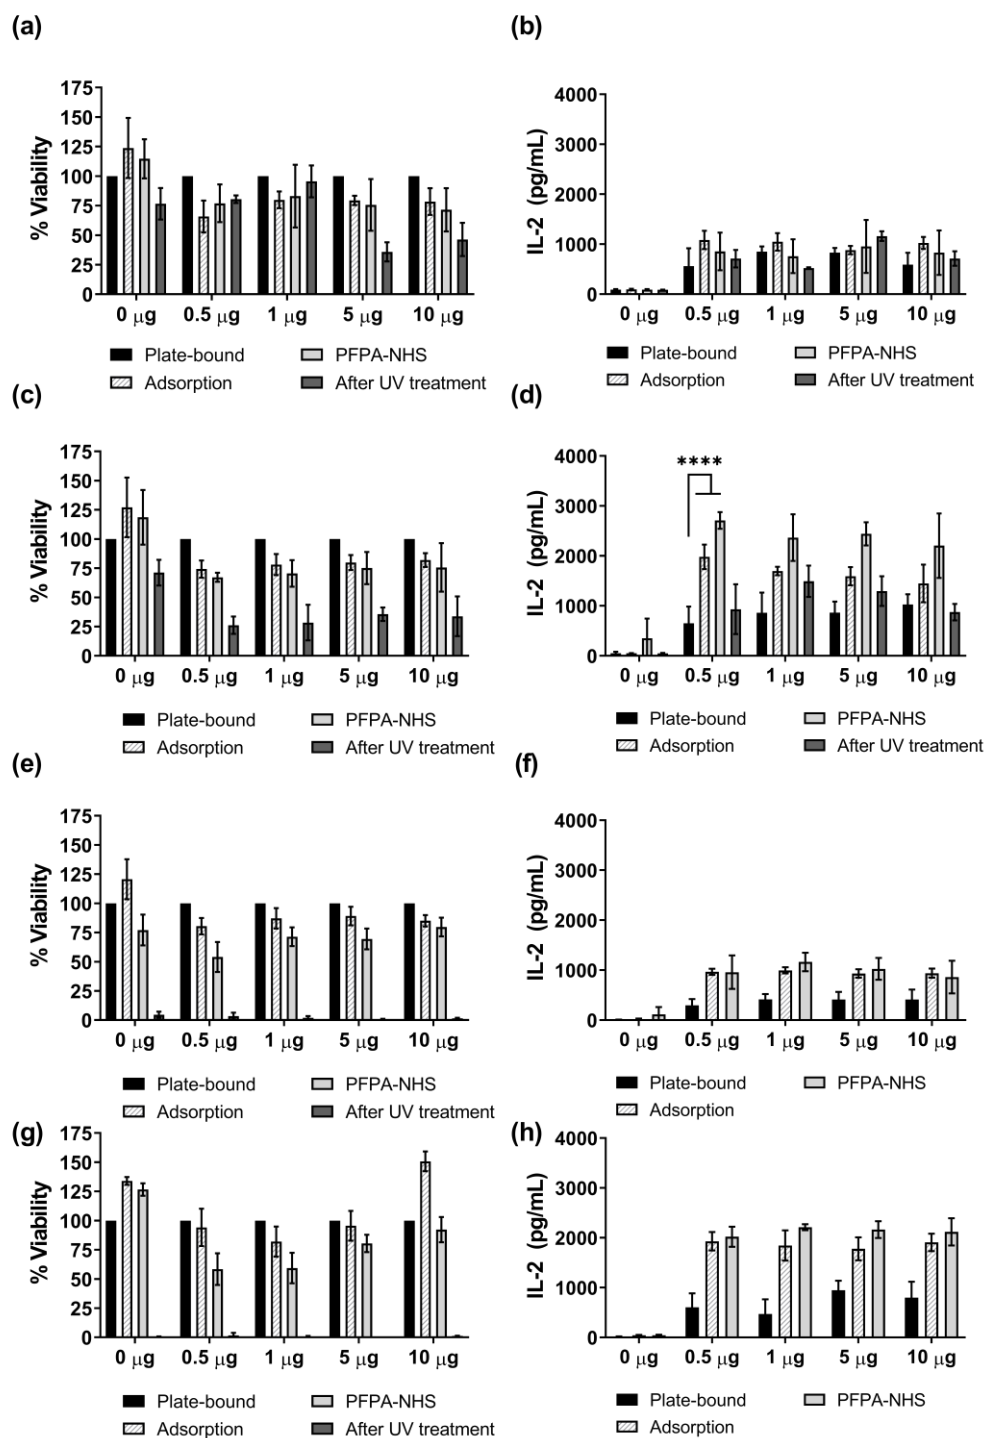 (a)
% Viability
175
150
125
100
75
50
25
0
0 μg 0.5 μg 1 μg 5 μg 10 μg
Plate-bound PFPA-NHS
Adsorption After UV treatment
(b)
IL-2 (pg/mL)
4000
3000
2000
1000
0
0 μg 0.5 μg 1 μg 5 μg 10 μg
Plate-bound PFPA-NHS
Adsorption After UV treatment
(c)
% Viability
175
150
125
100
75
50
25
0
0 μg 0.5 μg 1 μg 5 μg 10 μg
Plate-bound PFPA-NHS
Adsorption After UV treatment
(d)
IL-2 (pg/mL)
4000
3000
2000
1000
0
****
0 μg 0.5 μg 1 μg 5 μg 10 μg
Plate-bound PFPA-NHS
Adsorption After UV treatment
(e)
% Viability
175
150
125
100
75
50
25
0
0 μg 0.5 μg 1 μg 5 μg 10 μg
Plate-bound PFPA-NHS
Adsorption After UV treatment
(f)
IL-2 (pg/mL)
4000
3000
2000
1000
0
0 μg 0.5 μg 1 μg 5 μg 10 μg
Plate-bound PFPA-NHS
Adsorption
(g)
% Viability
175
150
125
100
75
50
25
0
0 μg 0.5 μg 1 μg 5 μg 10 μg
Plate-bound PFPA-NHS
Adsorption After UV treatment
(h)
IL-2 (pg/mL)
4000
3000
2000
1000
0
0 μg 0.5 μg 1 μg 5 μg 10 μg
Plate-bound PFPA-NHS
Adsorption